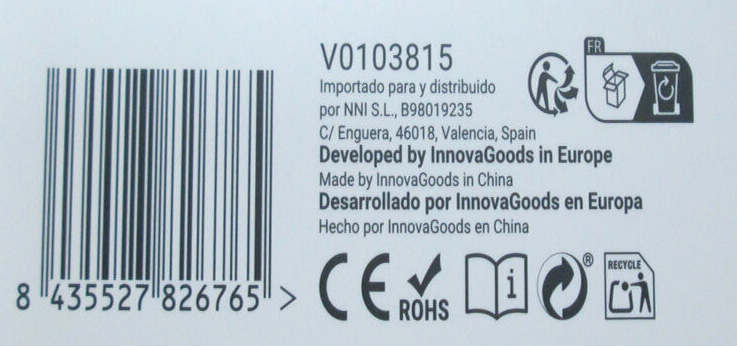 V0103815
Importado para y distribuido
por NNI S.L., B98019235
C/ Enguera, 46018, Valencia, Spain
Developed by InnovaGoods in Europe
Made by InnovaGoods in China
Desarrollado por InnovaGoods en Europa
Hecho por InnovaGoods en China
FR
CE
ROHS
i
®
RECYCLE
8 435527 826765 >